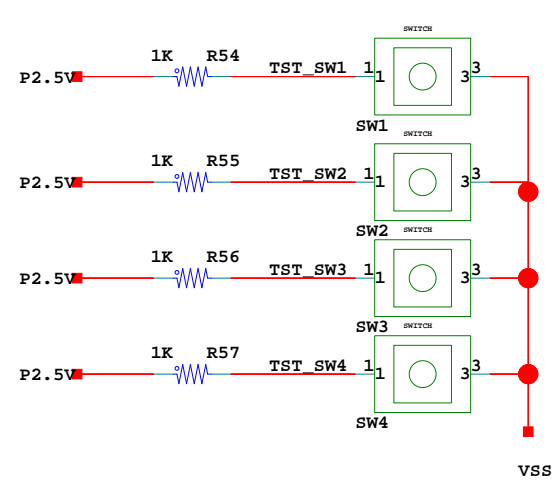 SWITCH
1K R54
P2.5V TST_SW1 1 1 3 3
SW1
SWITCH
1K R55
P2.5V TST_SW2 1 1 3 3
SW2
SWITCH
1K R56
P2.5V TST_SW3 1 1 3 3
SW3
SWITCH
1K R57
P2.5V TST_SW4 1 1 3 3
SW4
VSS